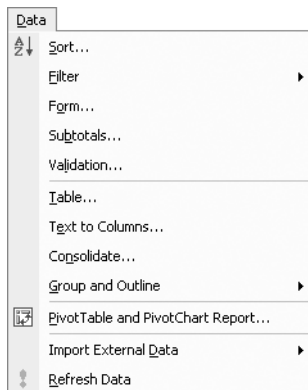 Data
Sort...
Filter
Form...
Subtotals...
Validation...
Table...
Text to Columns...
Consolidate...
Group and Outline
PivotTable and PivotChart Report...
Import External Data
Refresh Data